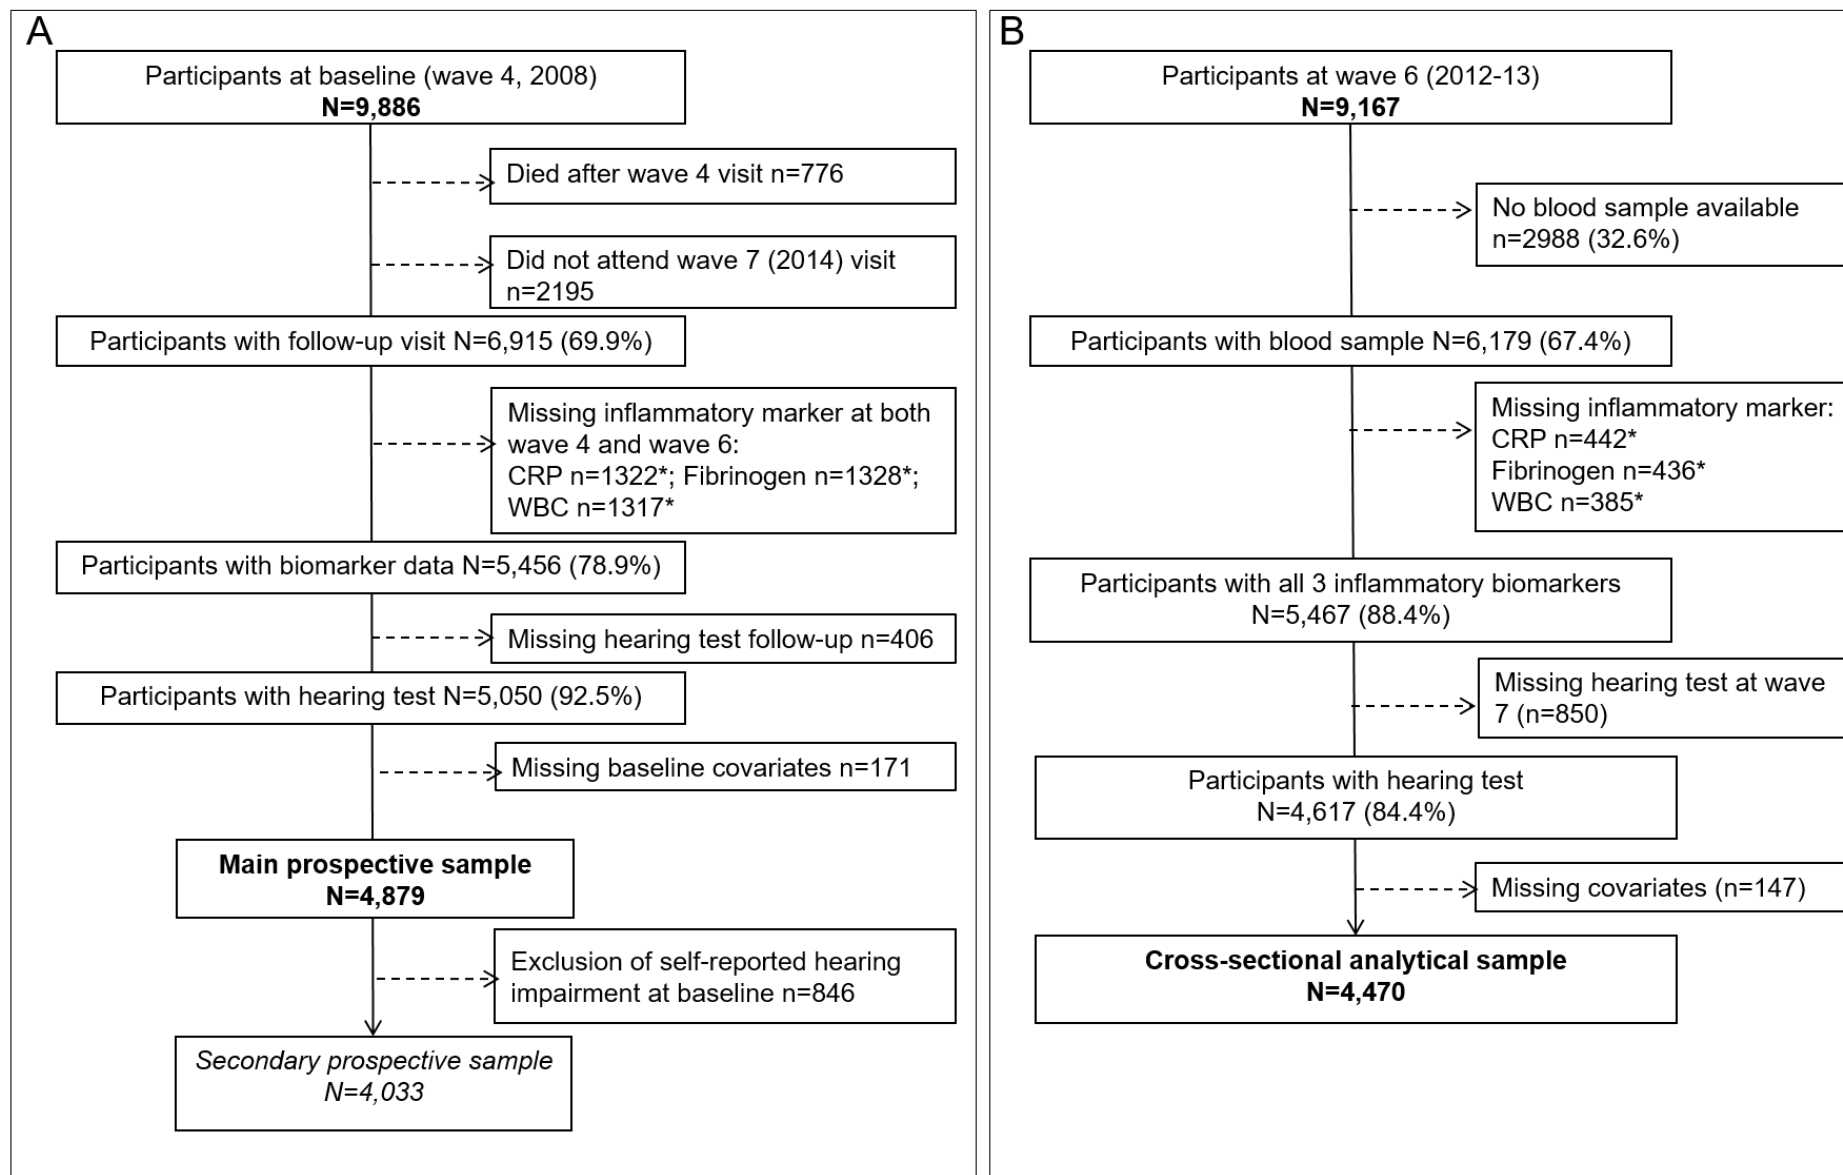 A
Participants at baseline (wave 4, 2008)
N=9,886
Died after wave 4 visit n=776
Did not attend wave 7 (2014) visit
n=2195
Participants with follow-up visit N=6,915 (69.9%)
Missing inflammatory marker at both
wave 4 and wave 6:
CRP n=1322*; Fibrinogen n=1328*;
WBC n=1317*
Participants with biomarker data N=5,456 (78.9%)
Missing hearing test follow-up n=406
Participants with hearing test N=5,050 (92.5%)
Missing baseline covariates n=171
Main prospective sample
N=4,879
Exclusion of self-reported hearing
impairment at baseline n=846
Secondary prospective sample
N=4,033
B
Participants at wave 6 (2012-13)
N=9,167
No blood sample available
n=2988 (32.6%)
Participants with blood sample N=6,179 (67.4%)
Missing inflammatory marker:
CRP n=442*
Fibrinogen n=436*
WBC n=385*
Participants with all 3 inflammatory biomarkers
N=5,467 (88.4%)
Missing hearing test at wave
7 (n=850)
Participants with hearing test
N=4,617 (84.4%)
Missing covariates (n=147)
Cross-sectional analytical sample
N=4,470